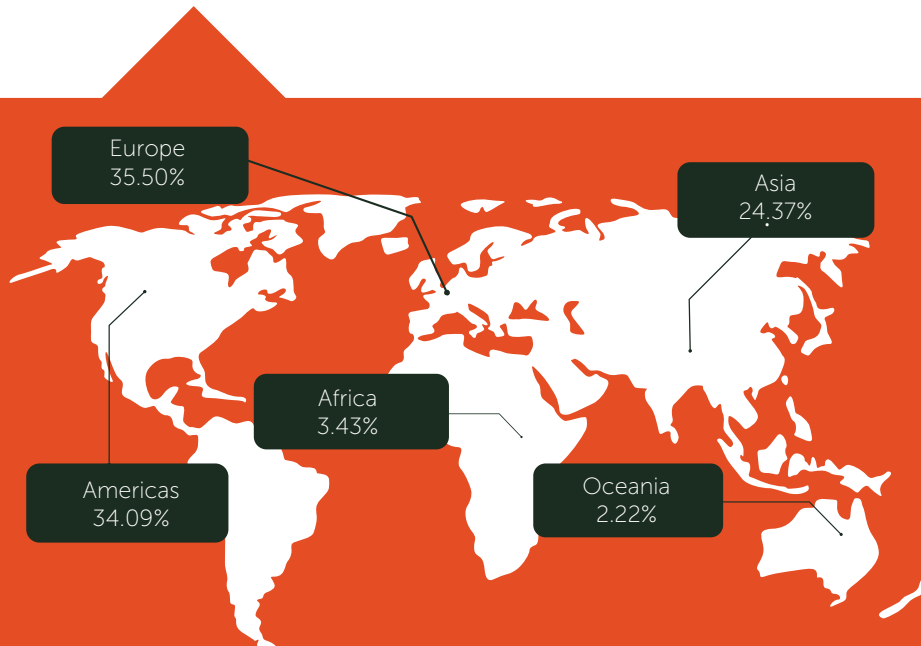 Europe
35.50%
Asia
24.37%
Africa
3.43%
Americas
34.09%
Oceania
2.22%